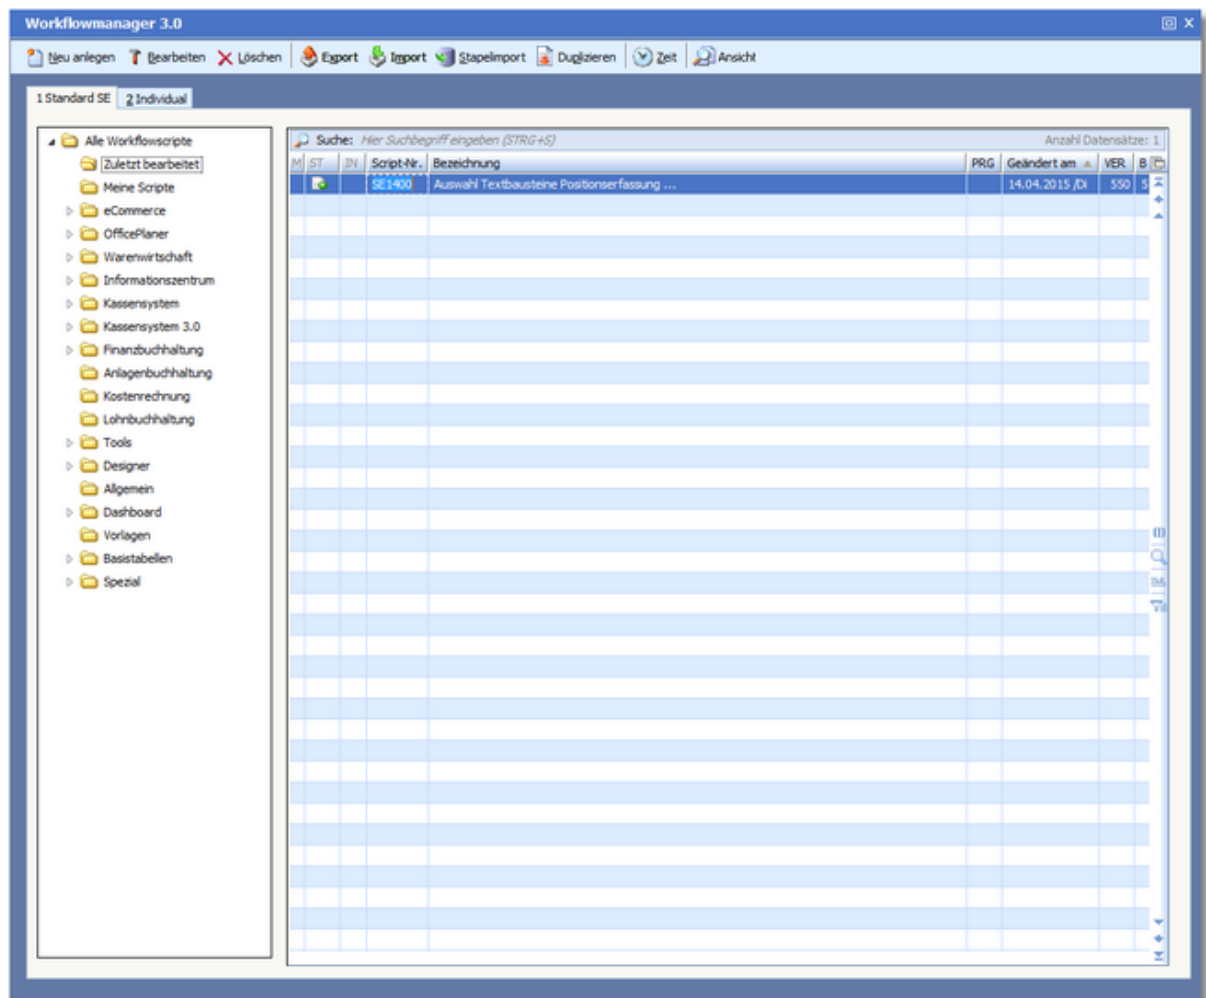 Workflowmanager 3.0
Neu anlegen Bearbeiten Löschen Export Import Stapelimport Duplizieren Zeit Ansicht
1 Standard SE 2 Individual
Alle Workflowscripte
Zuletzt bearbeitet
Meine Scripte
eCommerce
OfficePlaner
Warenwirtschaft
Informationszentrum
Kassensystem
Kassensystem 3.0
Finanzbuchhaltung
Anlagenbuchhaltung
Kostenrechnung
Lohnbuchhaltung
Tools
Designer
Allgemein
Dashboard
Vorlagen
Basistabellen
Spezial
Suche: Hier Suchbegriff eingeben (STRG+S) Anzahl Datensätze: 1
M ST IN Script-Nr. Bezeichnung PRG Geändert am VER B
SE1400 Auswahl Textbausteine Positionserfassung ... 14.04.2015 /Di 550 5